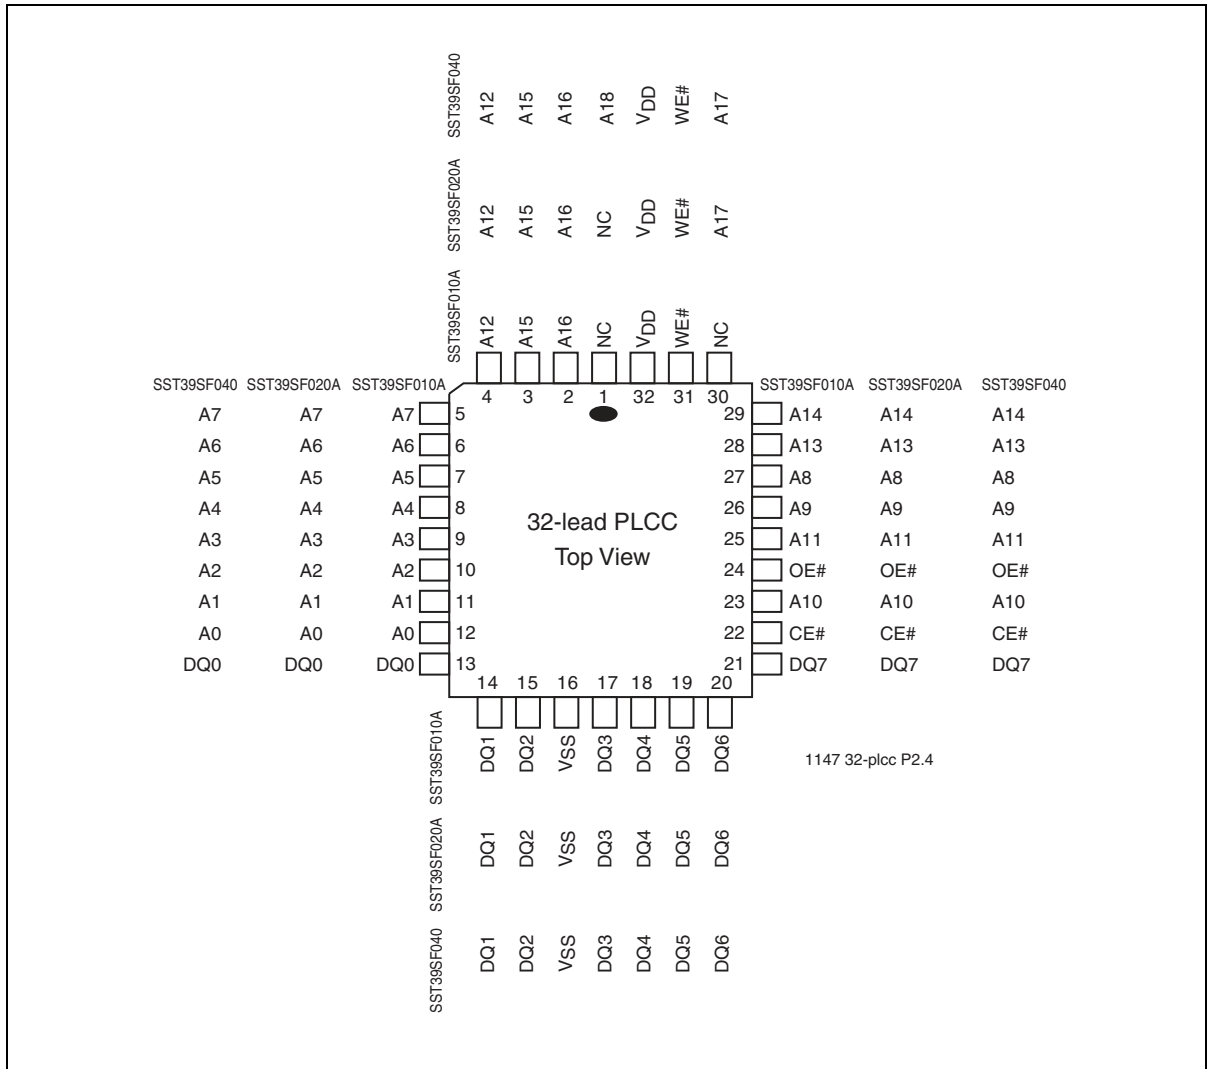 SST39SF040 A12 A15 A16 A18 VDD WE# A17
SST39SF020A A12 A15 A16 NC VDD WE# A17
SST39SF010A A12 A15 A16 NC VDD WE# NC
SST39SF040 SST39SF020A SST39SF010A 4 3 2 1 32 31 30 SST39SF010A SST39SF020A SST39SF040
A7 A7 A7 5 29 A14 A14 A14
A6 A6 A6 6 28 A13 A13 A13
A5 A5 A5 7 27 A8 A8 A8
A4 A4 A4 8 26 A9 A9 A9
32-lead PLCC
A3 A3 A3 9 25 A11 A11 A11
Top View
A2 A2 A2 10 24 OE# OE# OE#
A1 A1 A1 11 23 A10 A10 A10
A0 A0 A0 12 22 CE# CE# CE#
DQ0 DQ0 DQ0 13 21 DQ7 DQ7 DQ7
14 15 16 17 18 19 20
SST39SF010A DQ1 DQ2 VSS DQ3 DQ4 DQ5 DQ6
1147 32-plcc P2.4
SST39SF020A DQ1 DQ2 VSS DQ3 DQ4 DQ5 DQ6
SST39SF040 DQ1 DQ2 VSS DQ3 DQ4 DQ5 DQ6